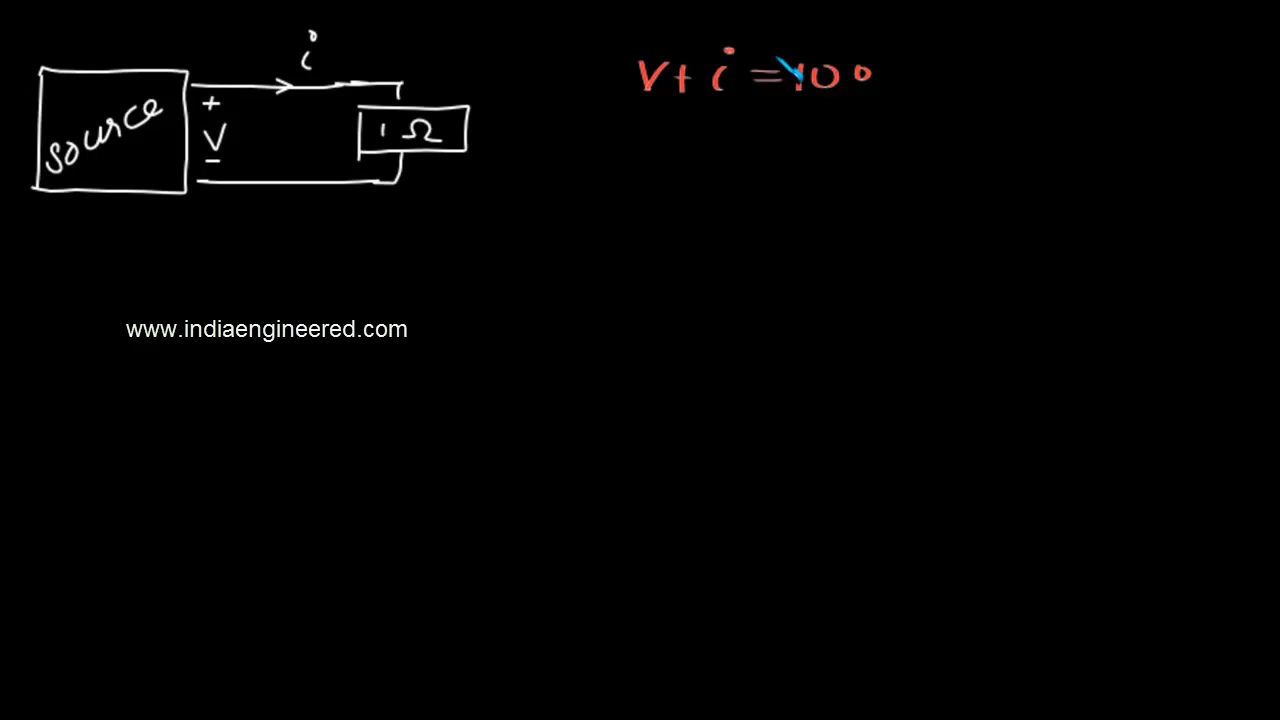 i
V + i = 100
source
+
V
-
1 Ω
www.indiaengineered.com